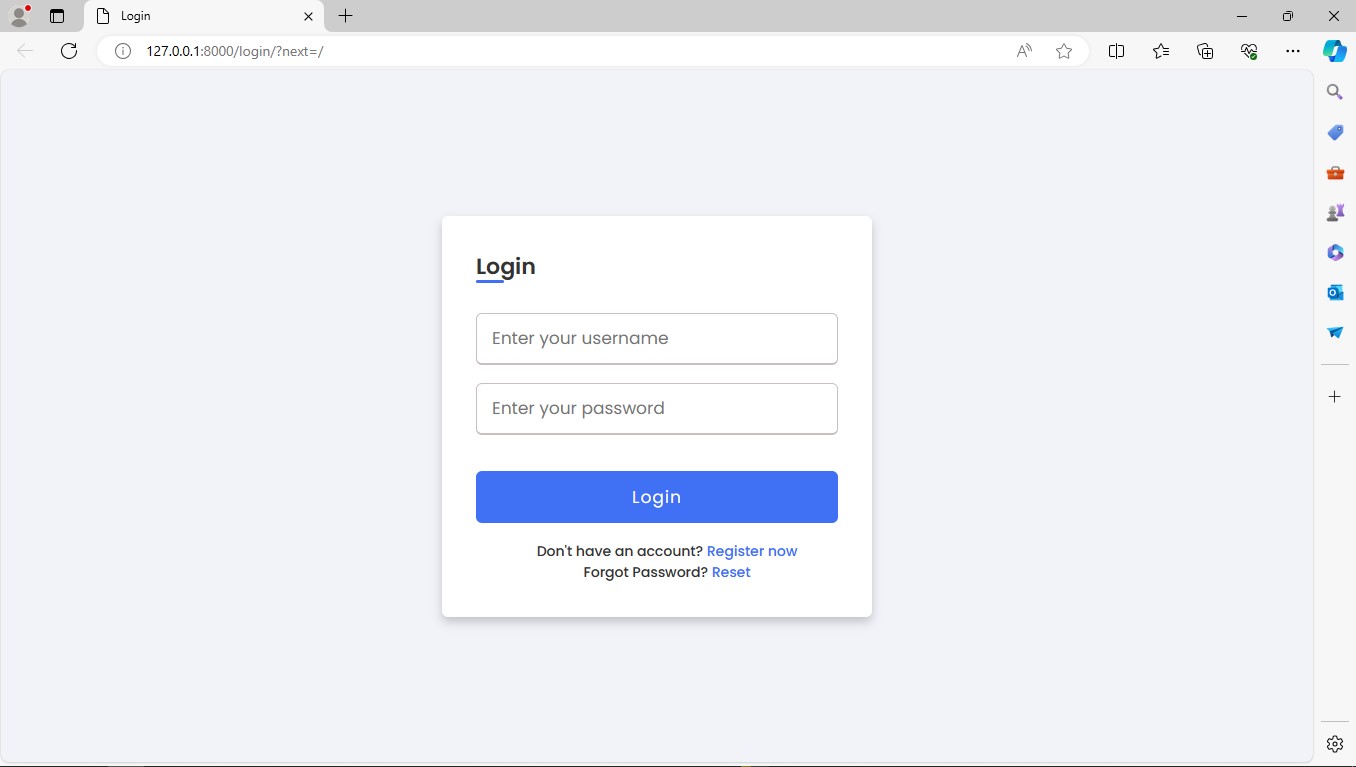 Login
127.0.0.1:8000/login/?next=/
Login
Enter your username
Enter your password
Login
Don't have an account? Register now
Forgot Password? Reset